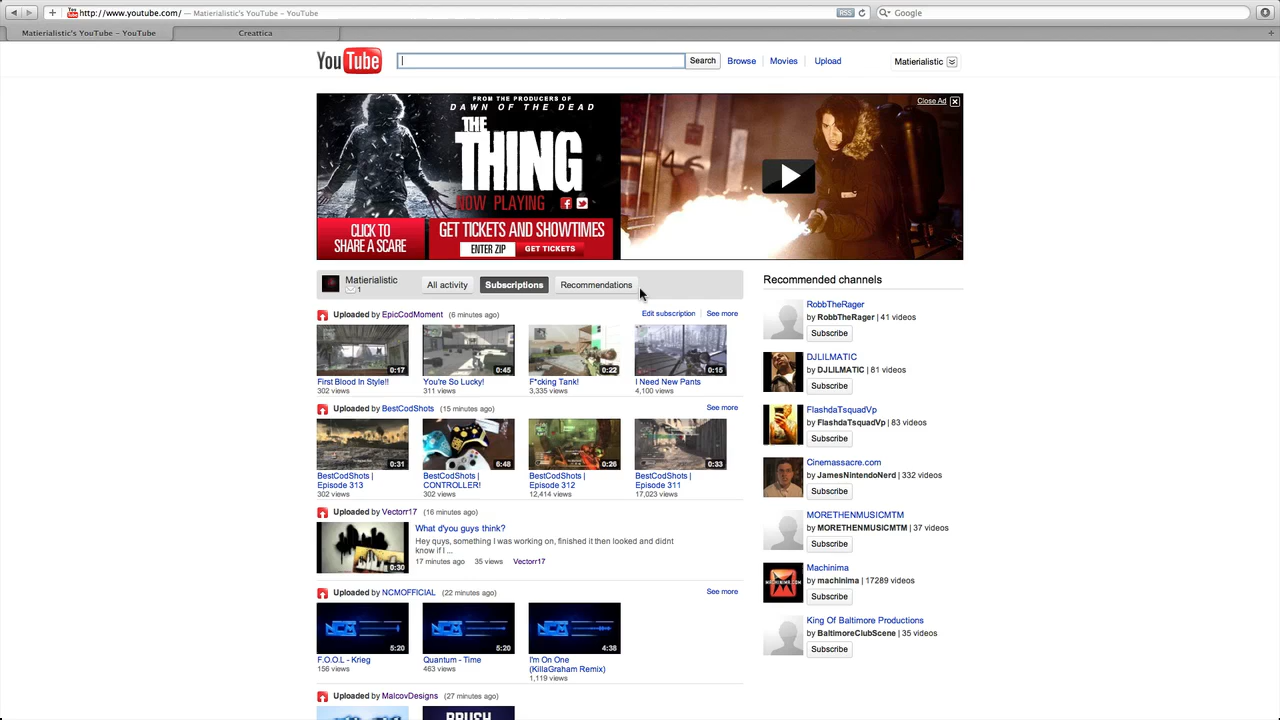 http://www.youtube.com/ — Matierialistic's YouTube – YouTube RSS Google
Matierialistic's YouTube – YouTube Creattica
YouTube Search Browse Movies Upload Matierialistic
Close Ad
FROM THE PRODUCERS OF
DAWN OF THE DEAD
THE
THING
NOW PLAYING
CLICK TO
SHARE A SCARE
GET TICKETS AND SHOWTIMES
ENTER ZIP GET TICKETS
Matierialistic
1
All activity Subscriptions Recommendations
Uploaded by EpicCodMoment (6 minutes ago) Edit subscription See more
0:17 0:45 0:22 0:15
First Blood In Style!! You're So Lucky! F*cking Tank! I Need New Pants
302 views 311 views 3,335 views 4,100 views
Uploaded by BestCodShots (15 minutes ago) See more
0:31 6:48 0:26 0:33
BestCodShots | BestCodShots | BestCodShots | BestCodShots |
Episode 313 CONTROLLER! Episode 312 Episode 311
302 views 302 views 12,414 views 17,023 views
Uploaded by Vectorr17 (16 minutes ago)
What d'you guys think?
Hey guys, something I was working on, finished it then looked and didnt
know if I ...
0:30
17 minutes ago 35 views Vectorr17
Uploaded by NCMOFFICIAL (22 minutes ago) See more
NCM NCM NCM
5:20 5:20 4:38
F.O.O.L - Krieg Quantum - Time I'm On One
(KillaGraham Remix)
156 views 463 views 1,119 views
Uploaded by MalcovDesigns (27 minutes ago)
BRUSH
Recommended channels
RobbTheRager
by RobbTheRager | 41 videos
Subscribe
DJLILMATIC
by DJLILMATIC | 81 videos
Subscribe
FlashdaTsquadVp
by FlashdaTsquadVp | 83 videos
Subscribe
Cinemassacre.com
by JamesNintendoNerd | 332 videos
Subscribe
MORETHENMUSICMTM
by MORETHENMUSICMTM | 37 videos
Subscribe
Machinima
by machinima | 17289 videos
MACHINIMA.COM
Subscribe
King Of Baltimore Productions
by BaltimoreClubScene | 35 videos
Subscribe